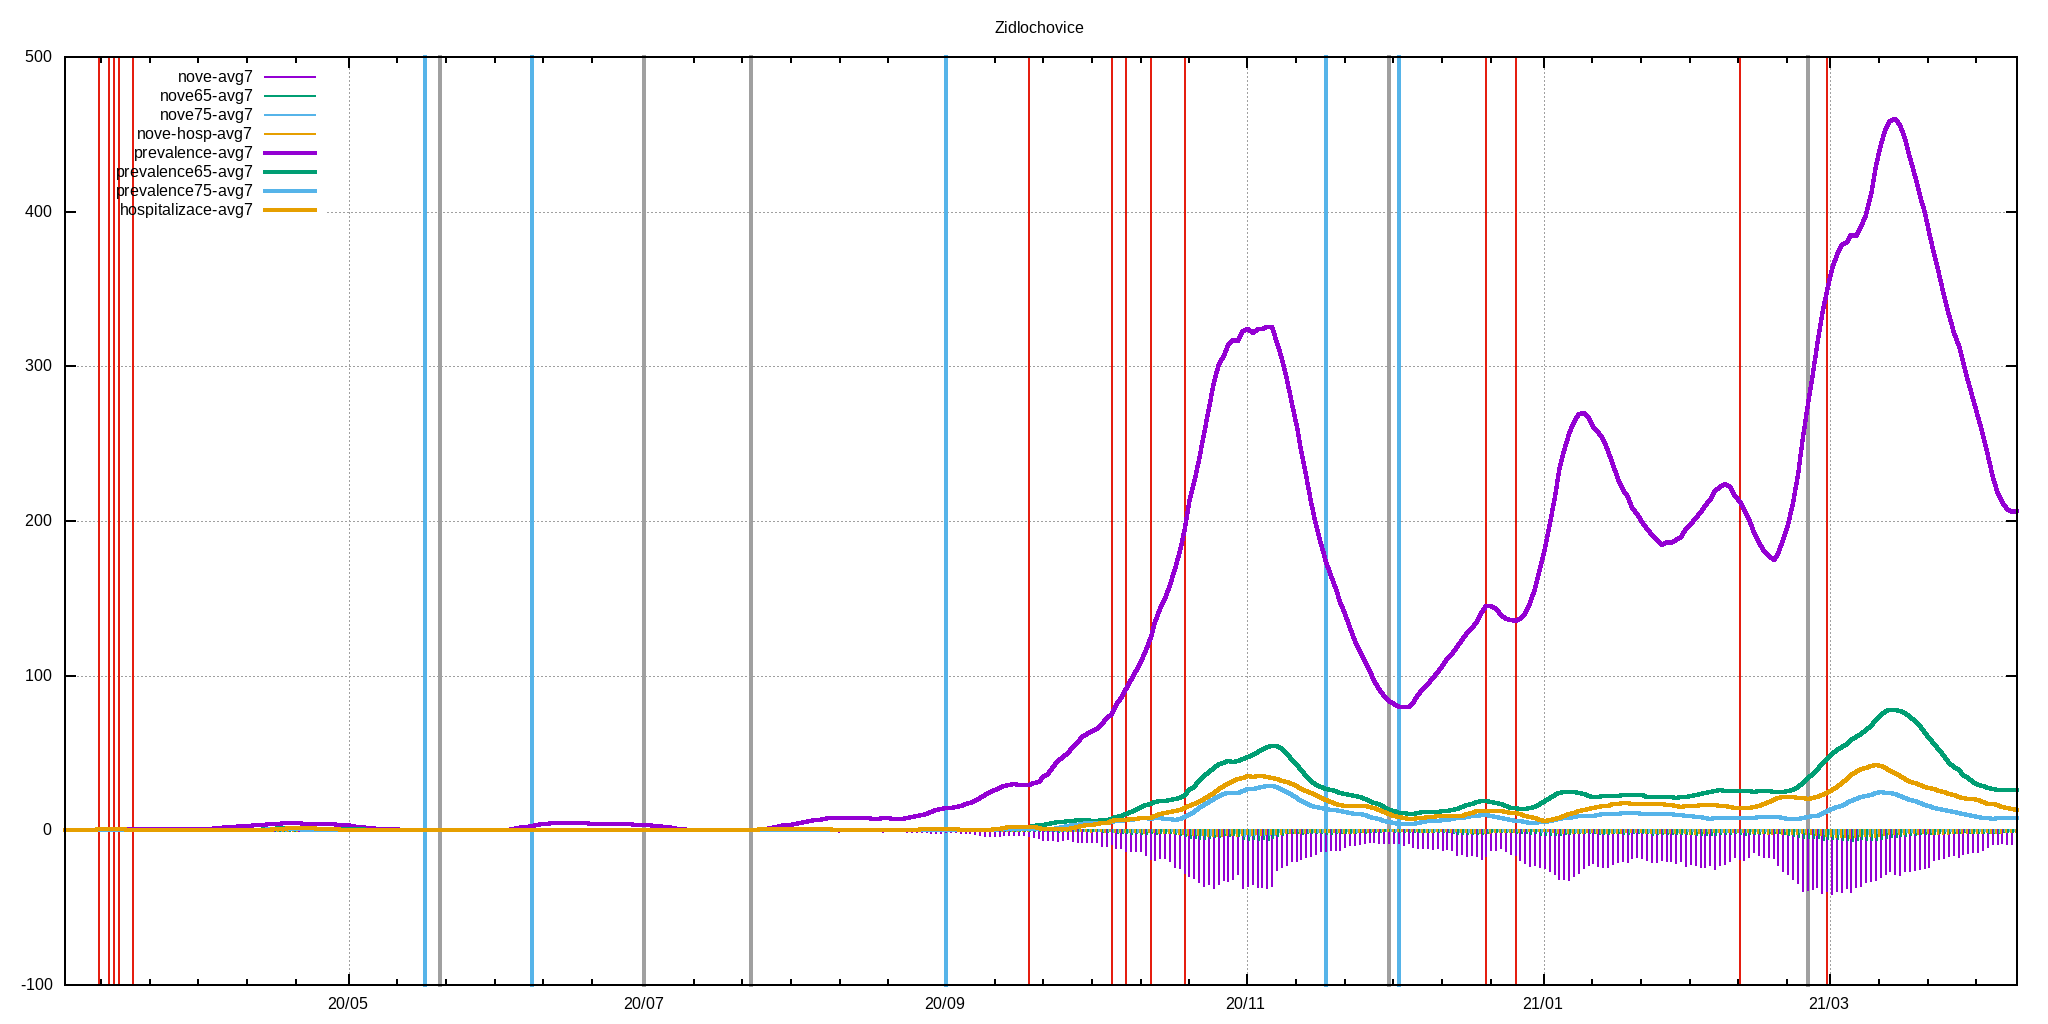 Zidlochovice
500
400
300
200
100
0
-100
nove-avg7
nove65-avg7
nove75-avg7
nove-hosp-avg7
prevalence-avg7
prevalence65-avg7
prevalence75-avg7
hospitalizace-avg7
20/05 20/07 20/09 20/11 21/01 21/03